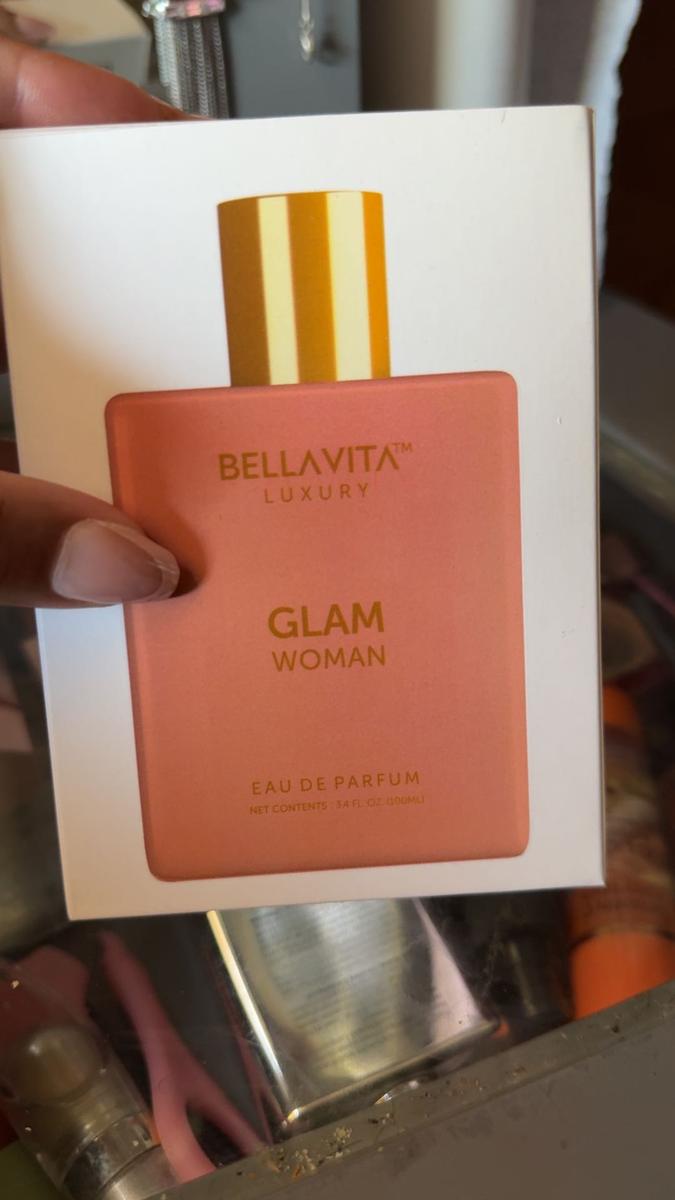 BELLAVITA™
LUXURY
GLAM
WOMAN
EAU DE PARFUM
NET CONTENTS : 3.4 FL. OZ. (100ML)